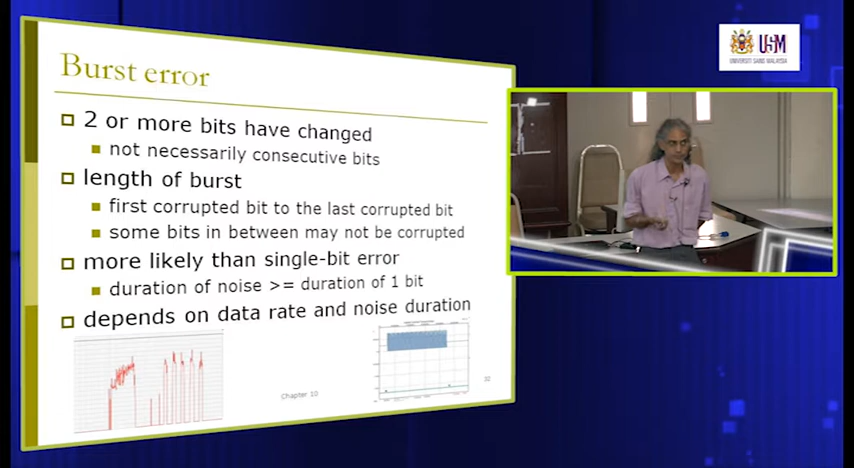 Burst error
2 or more bits have changed
not necessarily consecutive bits
length of burst
first corrupted bit to the last corrupted bit
some bits in between may not be corrupted
more likely than single-bit error
duration of noise >= duration of 1 bit
depends on data rate and noise duration
Chapter 10
32
USM
UNIVERSITI SAINS MALAYSIA